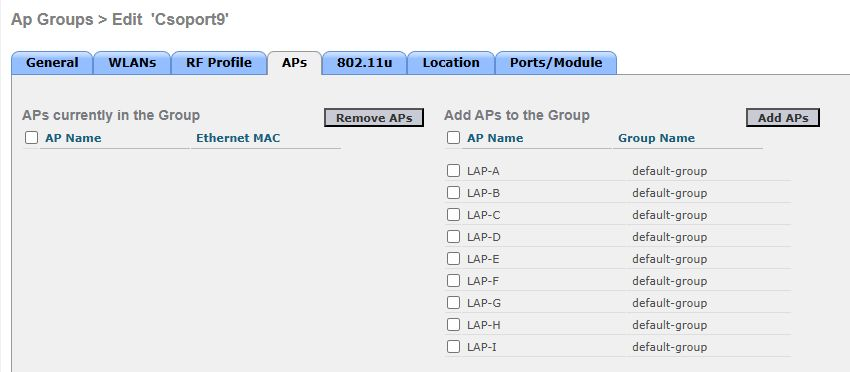 Ap Groups > Edit 'Csoport9'
General WLANs RF Profile APs 802.11u Location Ports/Module
APs currently in the Group Remove APs
AP Name Ethernet MAC
Add APs to the Group Add APs
AP Name Group Name
LAP-A default-group
LAP-B default-group
LAP-C default-group
LAP-D default-group
LAP-E default-group
LAP-F default-group
LAP-G default-group
LAP-H default-group
LAP-I default-group